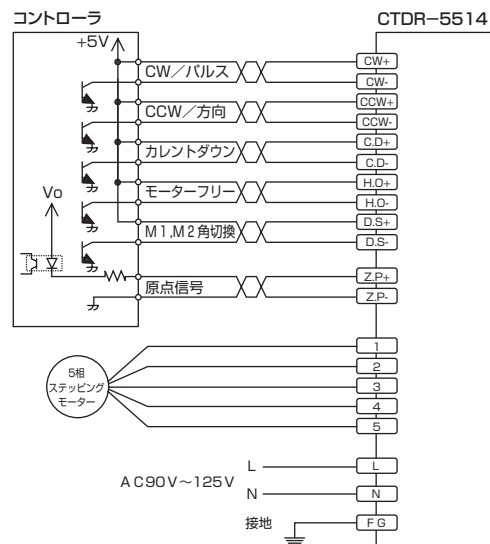 コントローラ
CTDR−5514
+5V
CW／パルス
CW+
CW-
CCW／方向
CCW+
CCW-
カレントダウン
C.D+
C.D-
Vo
モーターフリー
H.O+
H.O-
M1,M2角切換
D.S+
D.S-
原点信号
Z.P+
Z.P-
5相
ステッピング
モーター
1
2
3
4
5
AC90V～125V
L
L
N
N
接地
FG